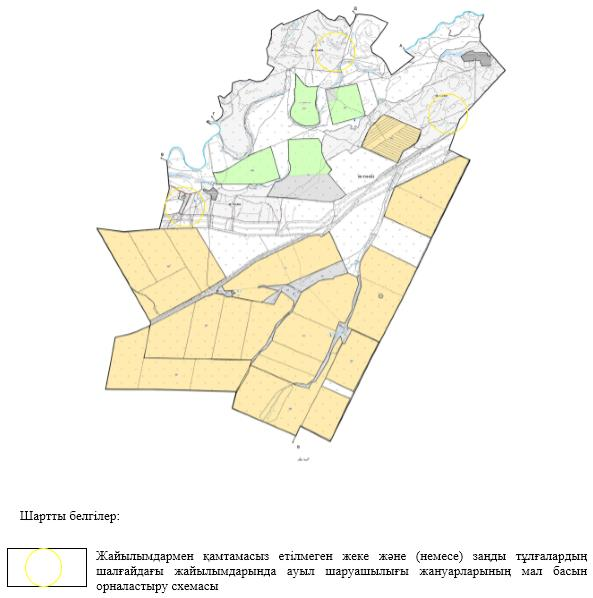 Шартты белгілер:
Жайылымдармен қамтамасыз етілмеген жеке және (немесе) заңды тұлғалардың
шалғайдағы жайылымдарында ауыл шаруашылығы жануарларының мал басын
орналастыру схемасы